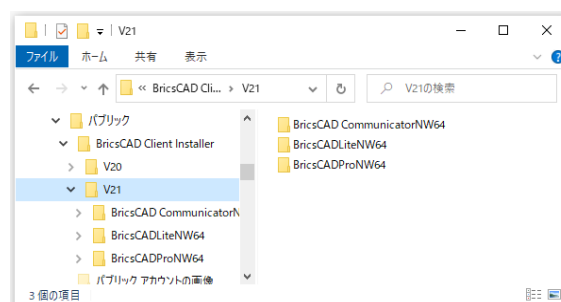 V21
ファイル ホーム 共有 表示
« BricsCAD Cli... › V21
V21の検索
パブリック
BricsCAD Client Installer
V20
V21
BricsCAD CommunicatorN
BricsCADLiteNW64
BricsCADProNW64
パブリック アカウントの画像
BricsCAD CommunicatorNW64
BricsCADLiteNW64
BricsCADProNW64
3 個の項目